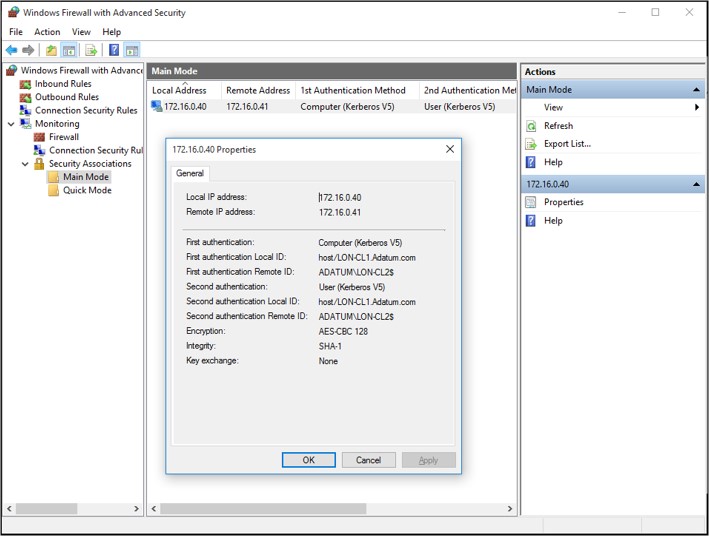 Windows Firewall with Advanced Security
File Action View Help
Windows Firewall with Advanc
Inbound Rules
Outbound Rules
Connection Security Rules
Monitoring
Firewall
Connection Security Rul
Security Associations
Main Mode
Quick Mode
Main Mode
Local Address Remote Address 1st Authentication Method 2nd Authentication Met
172.16.0.40 172.16.0.41 Computer (Kerberos V5) User (Kerberos V5)
172.16.0.40 Properties
General
Local IP address: 172.16.0.40
Remote IP address: 172.16.0.41
First authentication: Computer (Kerberos V5)
First authentication Local ID: host/LON-CL1.Adatum.com
First authentication Remote ID: ADATUM\LON-CL2$
Second authentication: User (Kerberos V5)
Second authentication Local ID: host/LON-CL1.Adatum.com
Second authentication Remote ID: ADATUM\LON-CL2$
Encryption: AES-CBC 128
Integrity: SHA-1
Key exchange: None
OK Cancel Apply
Actions
Main Mode
View
Refresh
Export List...
Help
172.16.0.40
Properties
Help